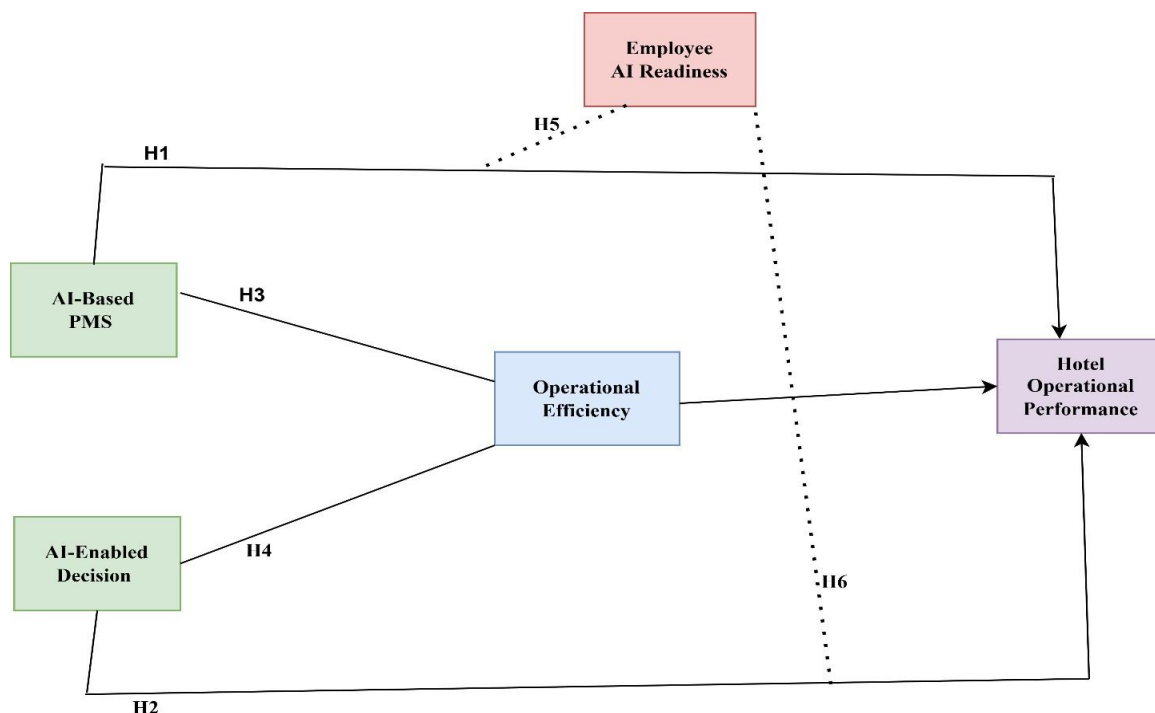 Employee
AI Readiness
H5
H1
AI-Based
PMS
H3
Operational
Efficiency
Hotel
Operational
Performance
AI-Enabled
Decision
H4
H6
H2